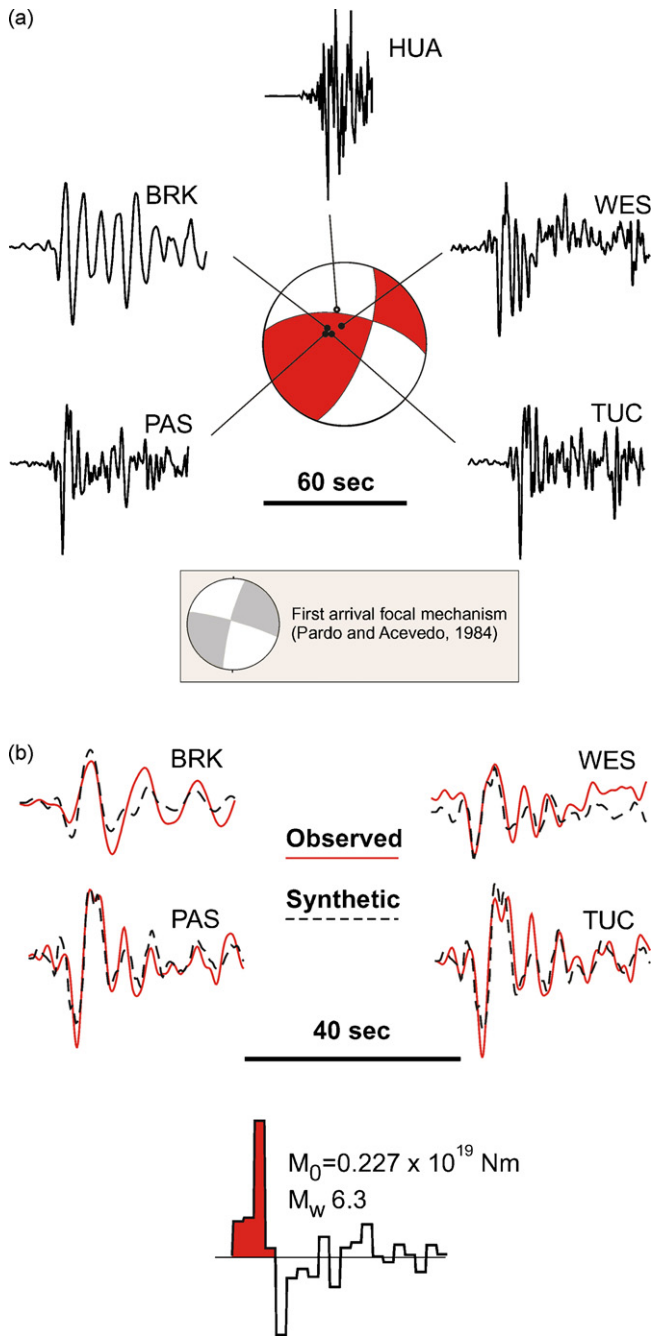 (a)
HUA
BRK
WES
PAS
TUC
60 sec
First arrival focal mechanism
(Pardo and Acevedo, 1984)
(b)
BRK
WES
Observed
Synthetic
PAS
TUC
40 sec
M0=0.227 x 10^19 Nm
Mw 6.3